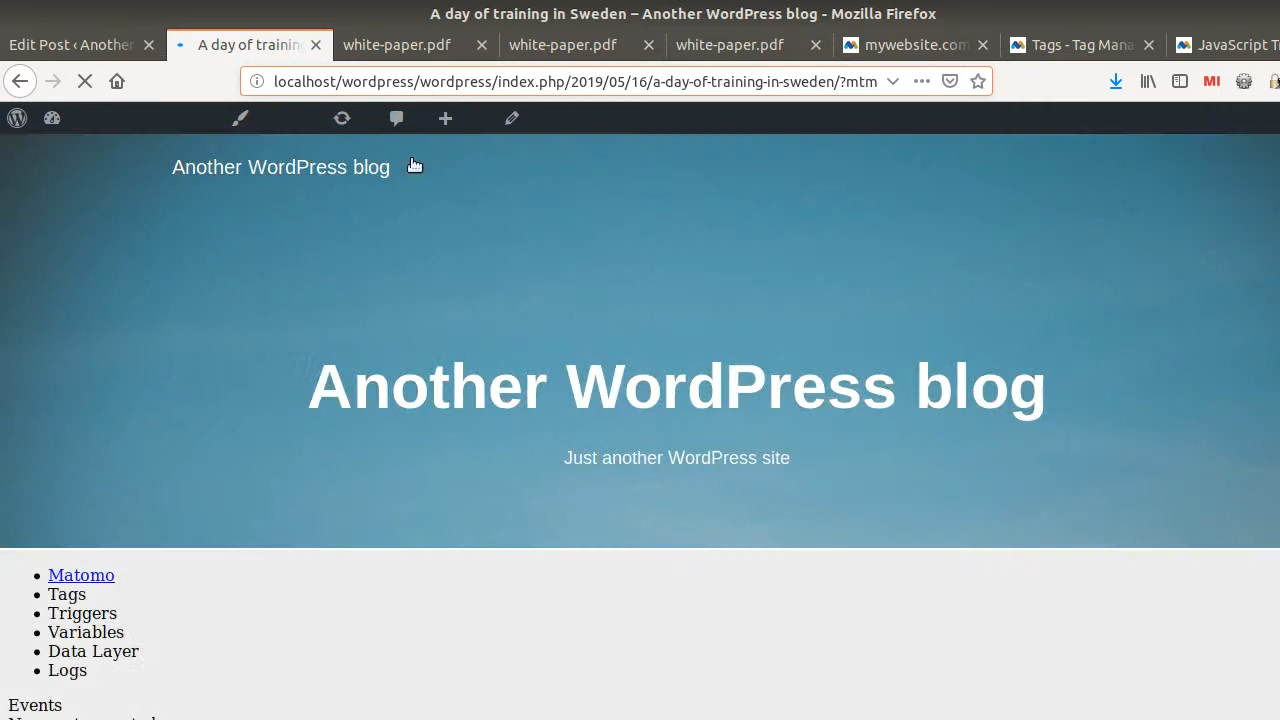 A day of training in Sweden – Another WordPress blog - Mozilla Firefox
Edit Post ‹ Another
A day of trainin
white-paper.pdf
white-paper.pdf
white-paper.pdf
mywebsite.com
Tags - Tag Mana
JavaScript T
localhost/wordpress/wordpress/index.php/2019/05/16/a-day-of-training-in-sweden/?mtm
MI
Another WordPress blog
Another WordPress blog
Just another WordPress site
Matomo
Tags
Triggers
Variables
Data Layer
Logs
Events